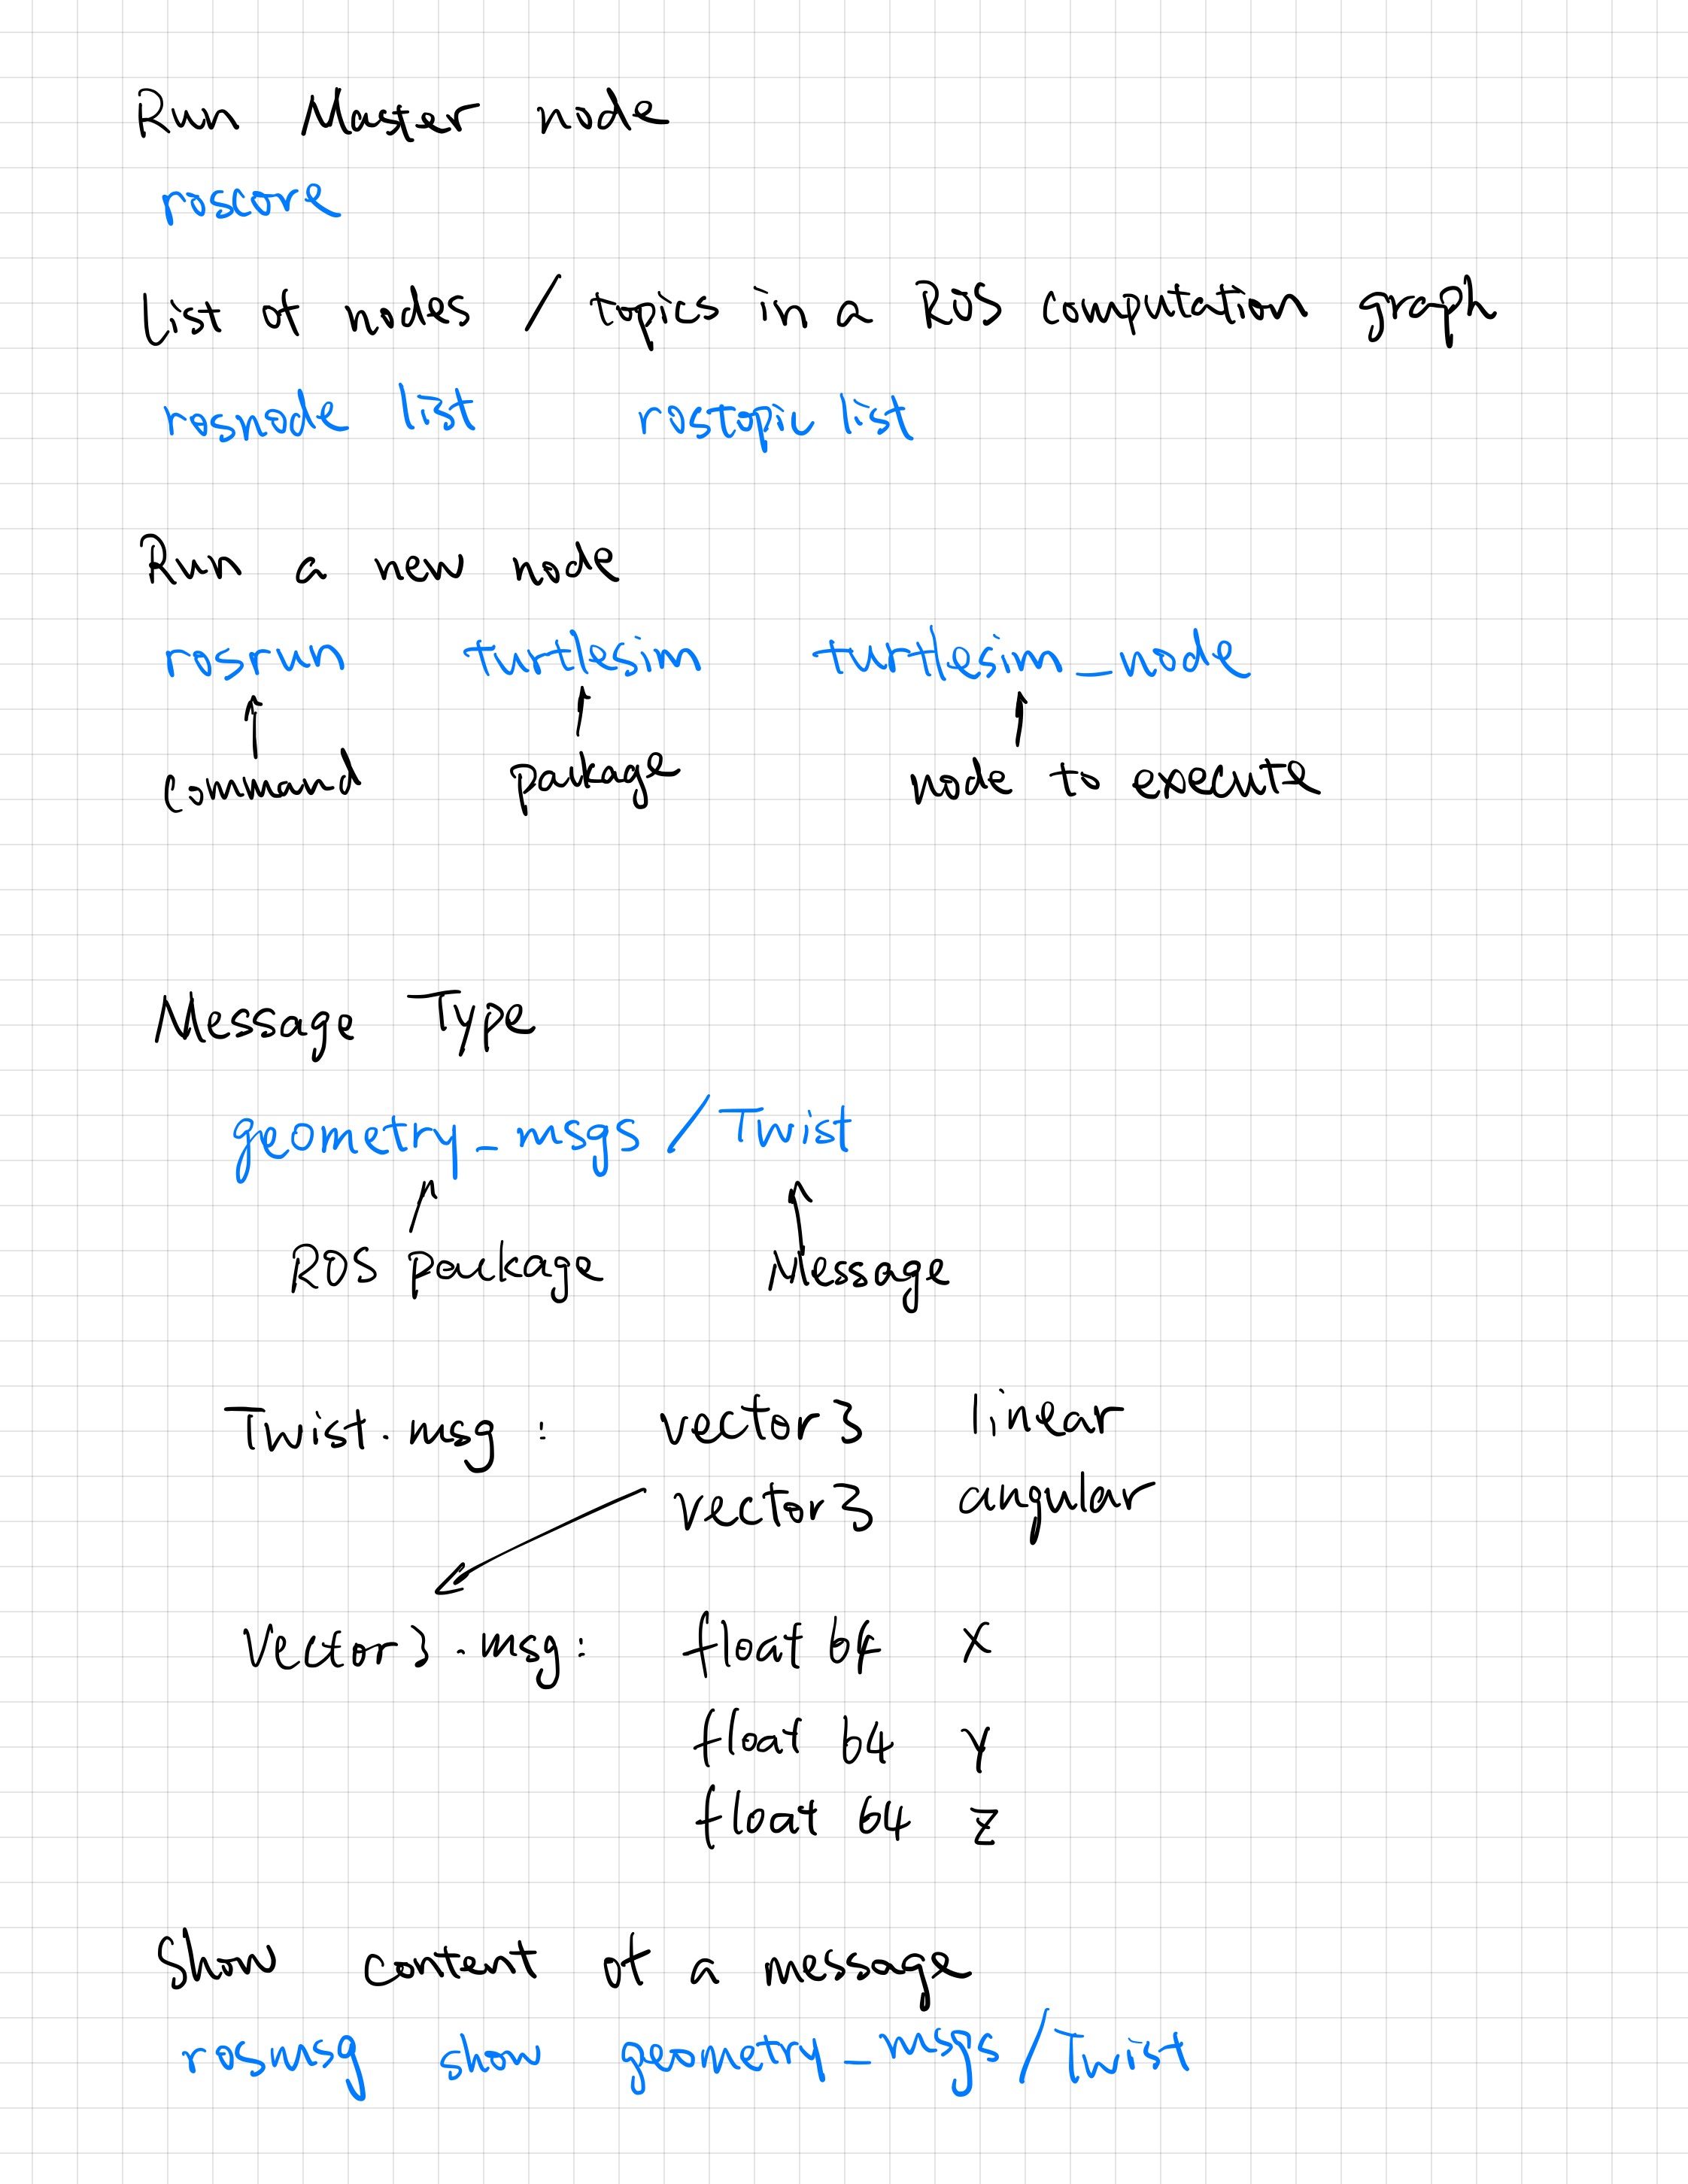 Run Master node
roscore
List of nodes / topics in a ROS computation graph
rosnode list rostopic list
Run a new node
rosrun turtlesim turtlesim_node
command package node to execute
Message Type
geometry_msgs/Twist
ROS package Message
Twist.msg: vector3 linear
vector3 angular
Vector3.msg: float 64 x
float 64 y
float 64 z
Show content of a message
rosmsg show geometry_msgs/Twist